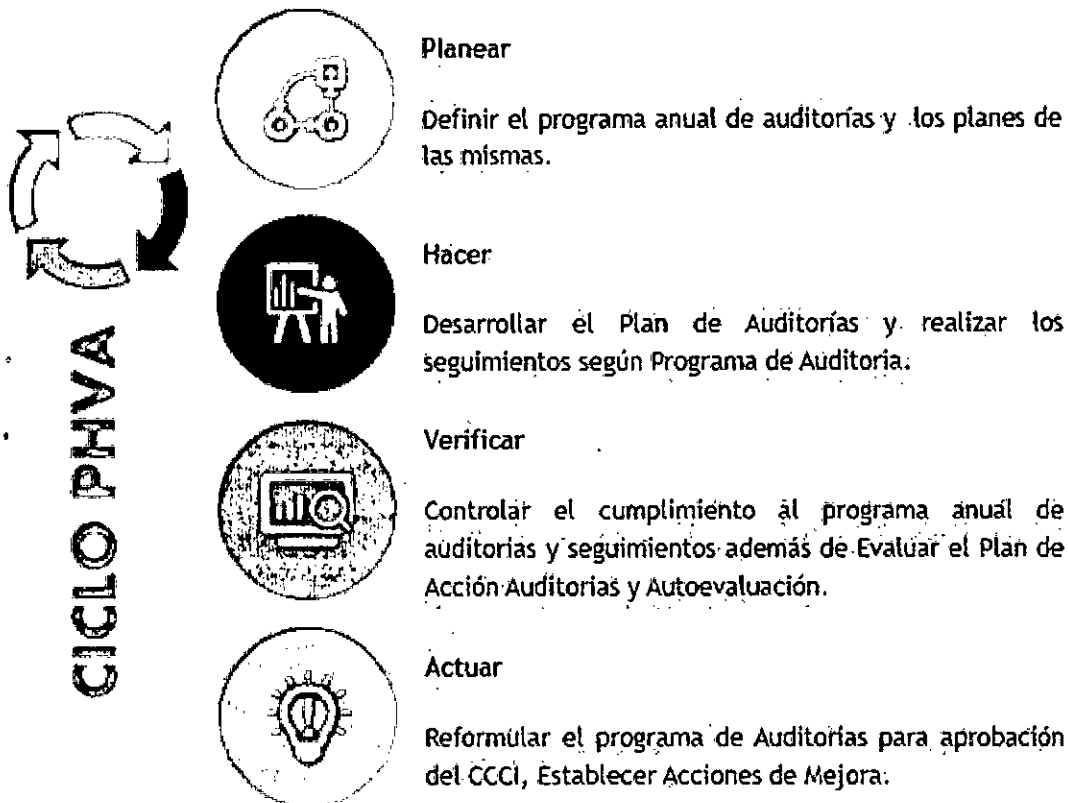 CICLO PHVA
Planear
Definir el programa anual de auditorías y los planes de
las mismas.
Hacer
Desarrollar el Plan de Auditorías y realizar los
seguimientos según Programa de Auditoria.
Verificar
Controlar el cumplimiento al programa anual de
auditorias y seguimientos además de Evaluar el Plan de
Acción Auditorias y Autoevaluación.
Actuar
Reformular el programa de Auditorías para aprobación
del CCCI, Establecer Acciones de Mejora.